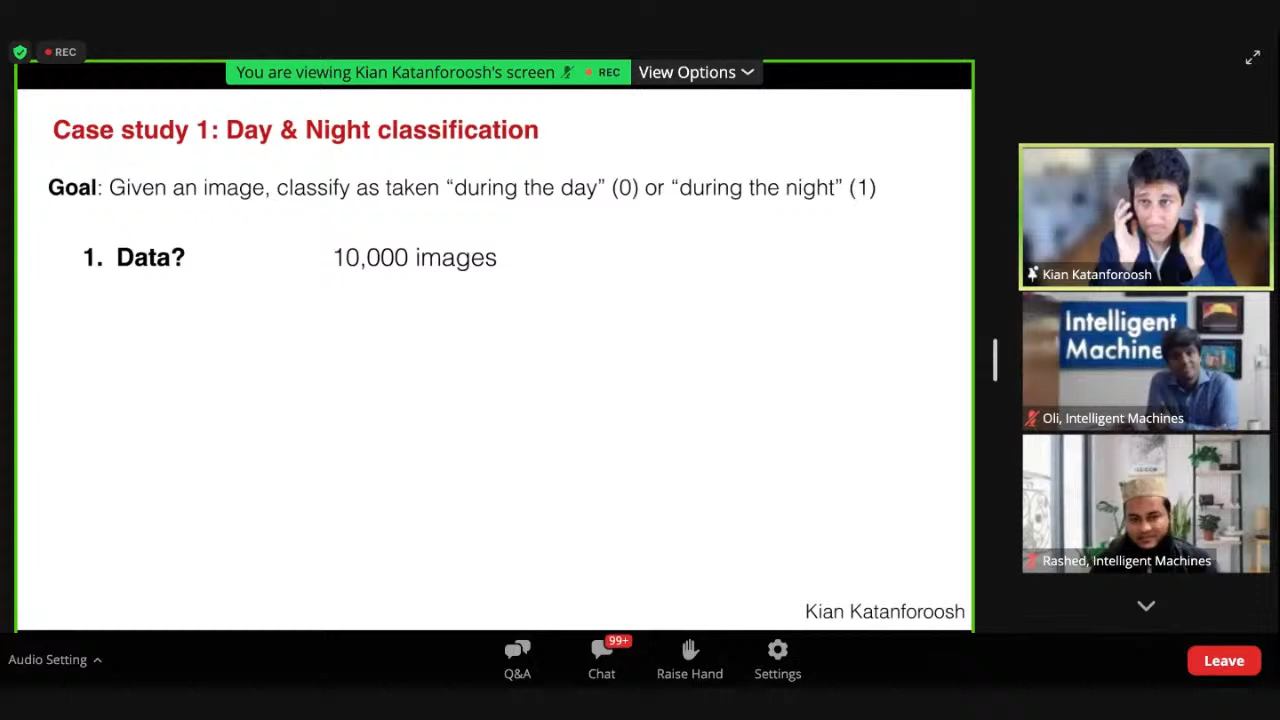 REC
You are viewing Kian Katanforoosh's screen REC View Options
Case study 1: Day & Night classification
Goal: Given an image, classify as taken “during the day” (0) or “during the night” (1)
1. Data? 10,000 images
Kian Katanforoosh
Kian Katanforoosh
Intelligent
Machine
Oli, Intelligent Machines
Rashed, Intelligent Machines
Audio Setting
Q&A
99+
Chat
Raise Hand
Settings
Leave